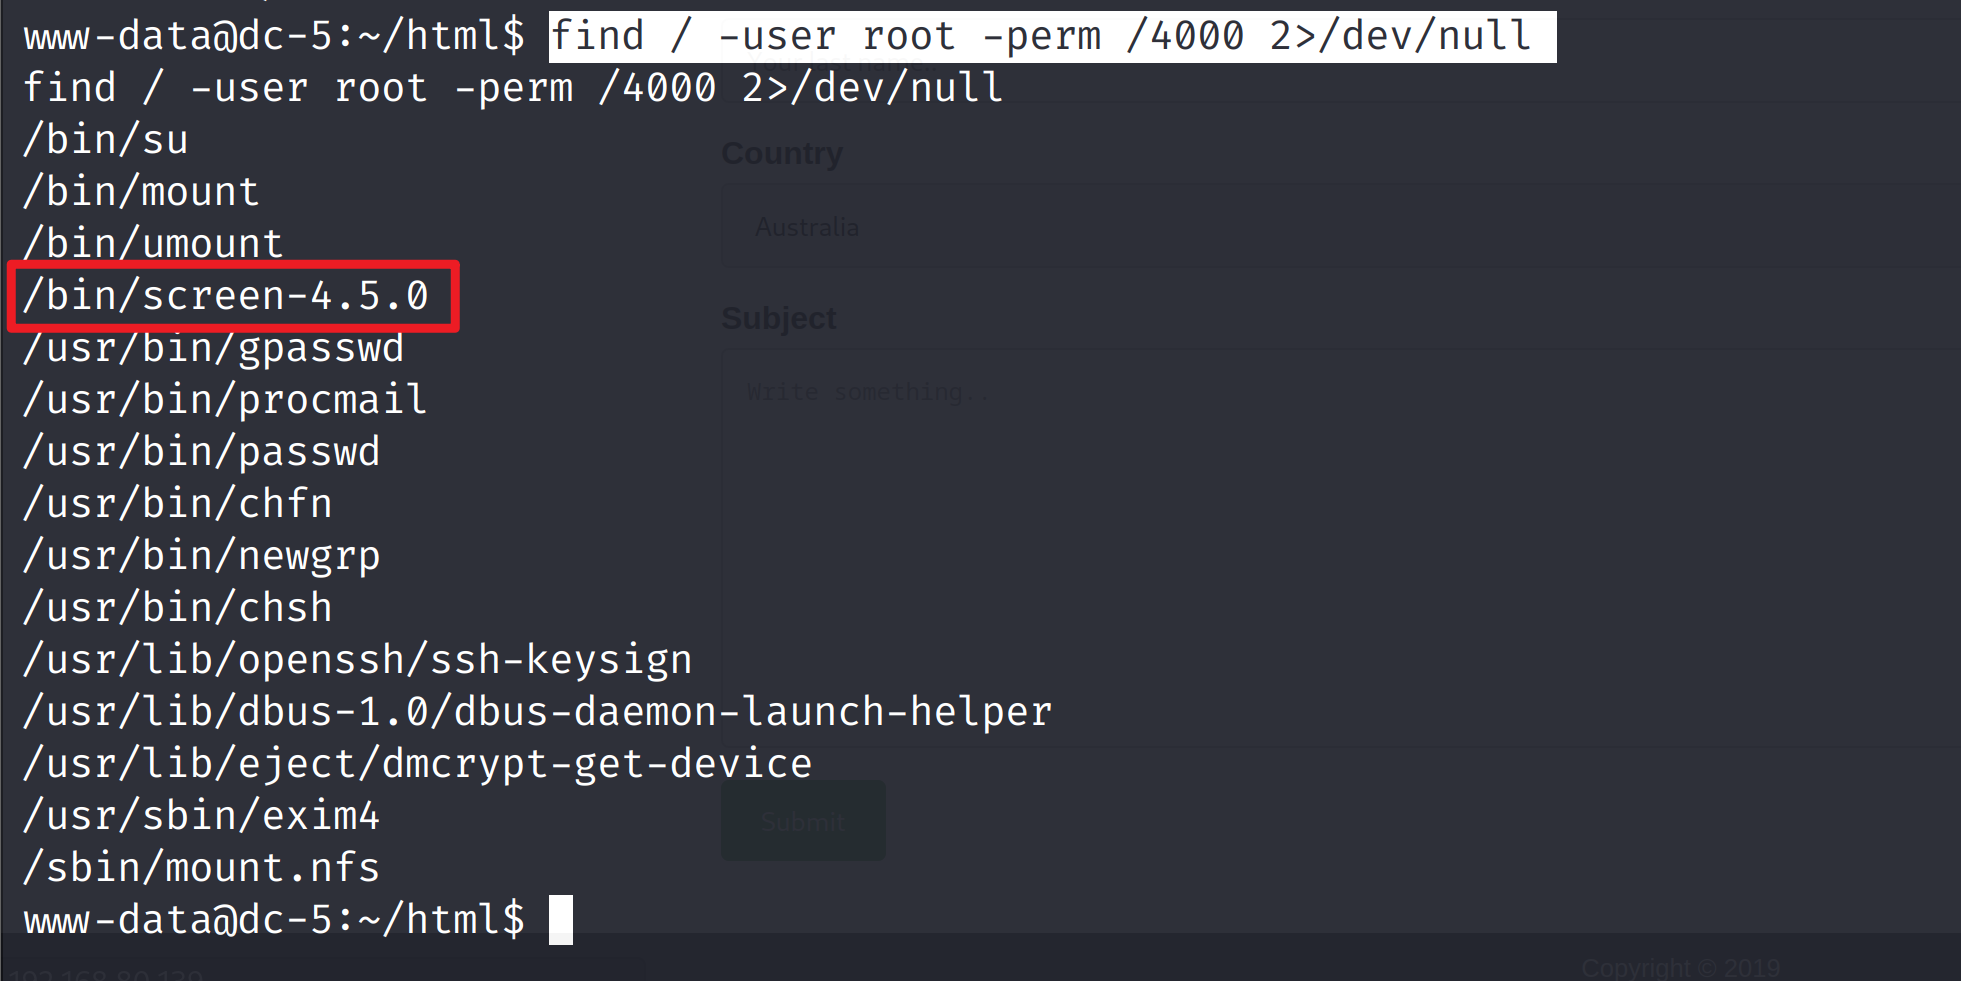 www-data@dc-5:~/html$ find / -user root -perm /4000 2>/dev/null
find / -user root -perm /4000 2>/dev/null
/bin/su
Country
/bin/mount
Australia
/bin/umount
/bin/screen-4.5.0
Subject
/usr/bin/gpasswd
Write something..
/usr/bin/procmail
/usr/bin/passwd
/usr/bin/chfn
/usr/bin/newgrp
/usr/bin/chsh
/usr/lib/openssh/ssh-keysign
/usr/lib/dbus-1.0/dbus-daemon-launch-helper
/usr/lib/eject/dmcrypt-get-device
/usr/sbin/exim4
Submit
/sbin/mount.nfs
www-data@dc-5:~/html$
Copyright © 2019